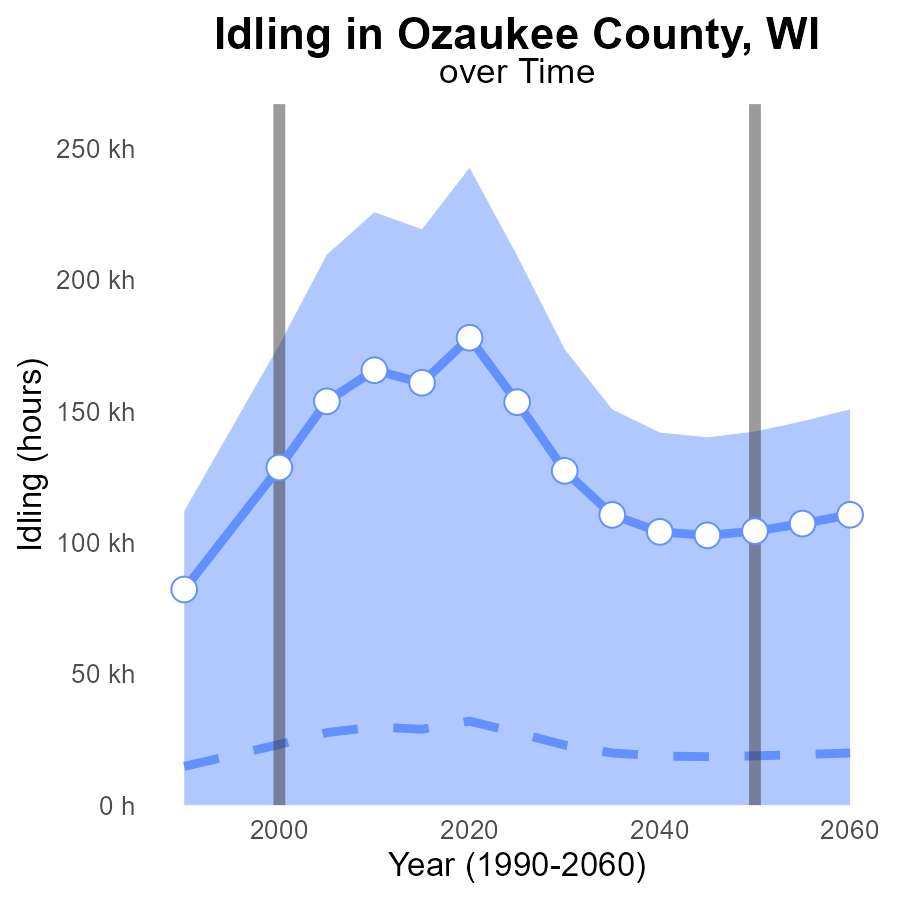 Idling in Ozaukee County, WI
over Time
Idling (hours)
250 kh
200 kh
150 kh
100 kh
50 kh
0 h
2000
2020
2040
2060
Year (1990-2060)